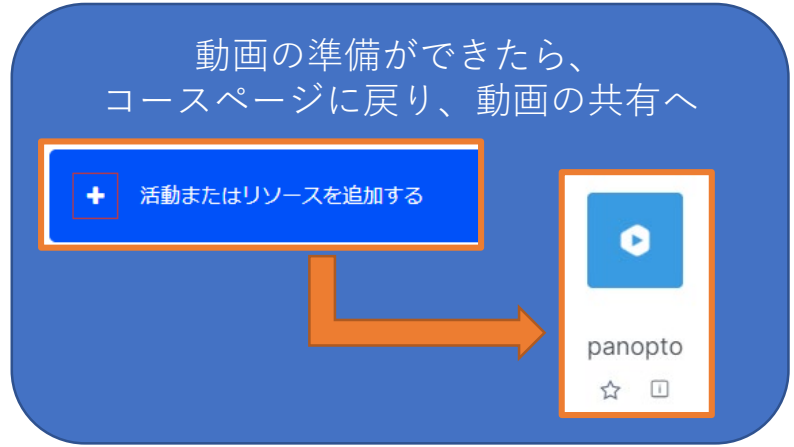 動画の準備ができたら、
コースページに戻り、動画の共有へ
活動またはリソースを追加する
panopto